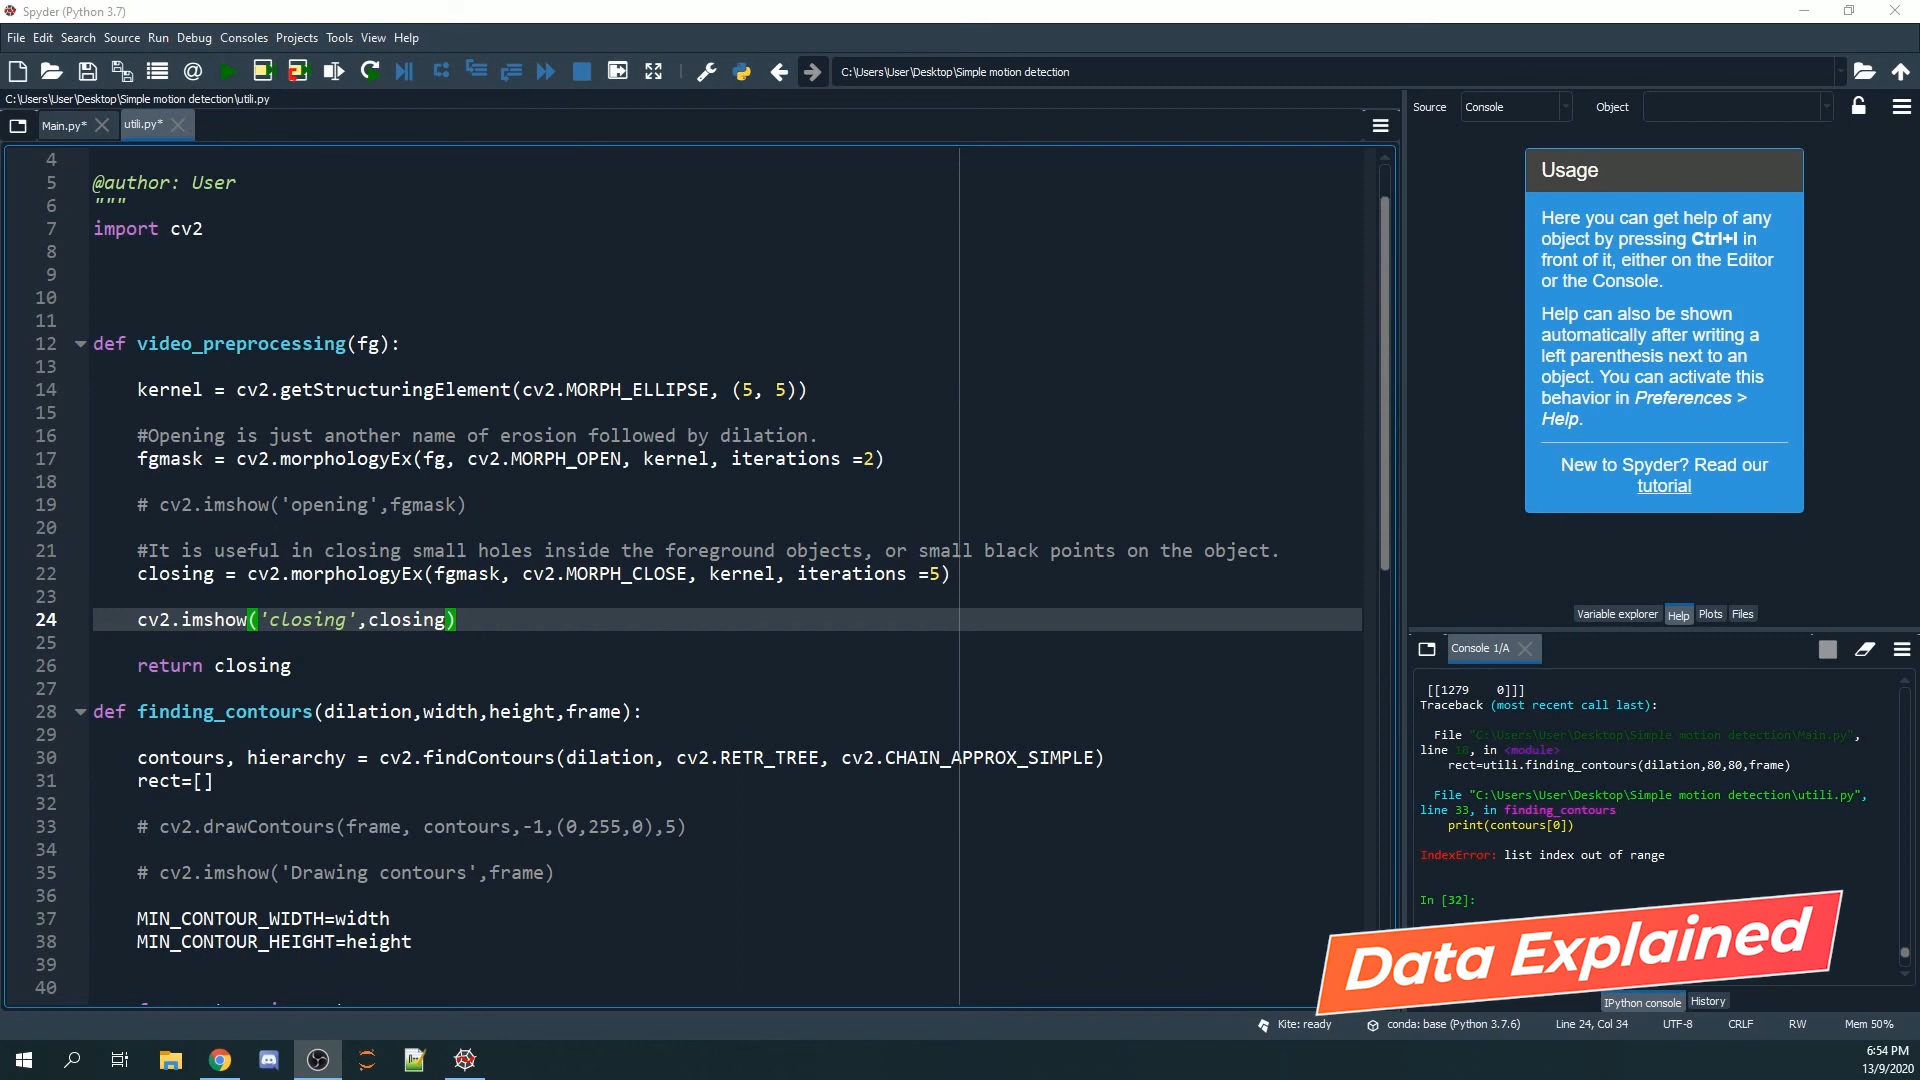 Spyder (Python 3.7)
File Edit Search Source Run Debug Consoles Projects Tools View Help
C:\Users\User\Desktop\Simple motion detection
C:\Users\User\Desktop\Simple motion detection\utili.py
Main.py*
utili.py*
4
5 @author: User
6 """
7 import cv2
8
9
10
11
12 def video_preprocessing(fg):
13
14 kernel = cv2.getStructuringElement(cv2.MORPH_ELLIPSE, (5, 5))
15
16 #Opening is just another name of erosion followed by dilation.
17 fgmask = cv2.morphologyEx(fg, cv2.MORPH_OPEN, kernel, iterations =2)
18
19 # cv2.imshow('opening',fgmask)
20
21 #It is useful in closing small holes inside the foreground objects, or small black points on the object.
22 closing = cv2.morphologyEx(fgmask, cv2.MORPH_CLOSE, kernel, iterations =5)
23
24 cv2.imshow('closing',closing)
25
26 return closing
27
28 def finding_contours(dilation,width,height,frame):
29
30 contours, hierarchy = cv2.findContours(dilation, cv2.RETR_TREE, cv2.CHAIN_APPROX_SIMPLE)
31 rect=[]
32
33 # cv2.drawContours(frame, contours,-1,(0,255,0),5)
34
35 # cv2.imshow('Drawing contours',frame)
36
37 MIN_CONTOUR_WIDTH=width
38 MIN_CONTOUR_HEIGHT=height
39
40
Source Console Object
Usage
Here you can get help of any
object by pressing Ctrl+I in
front of it, either on the Editor
or the Console.
Help can also be shown
automatically after writing a
left parenthesis next to an
object. You can activate this
behavior in Preferences >
Help.
New to Spyder? Read our
tutorial
Variable explorer Help Plots Files
Console 1/A
[[1279 0]]]
Traceback (most recent call last):
File "C:\Users\User\Desktop\Simple motion detection\Main.py",
line 18, in <module>
rect=utili.finding_contours(dilation,80,80,frame)
File "C:\Users\User\Desktop\Simple motion detection\utili.py",
line 33, in finding_contours
print(contours[0])
IndexError: list index out of range
In [32]:
Data Explained
IPython console History
Kite: ready conda: base (Python 3.7.6) Line 24, Col 34 UTF-8 CRLF RW Mem 50%
6:54 PM
13/9/2020